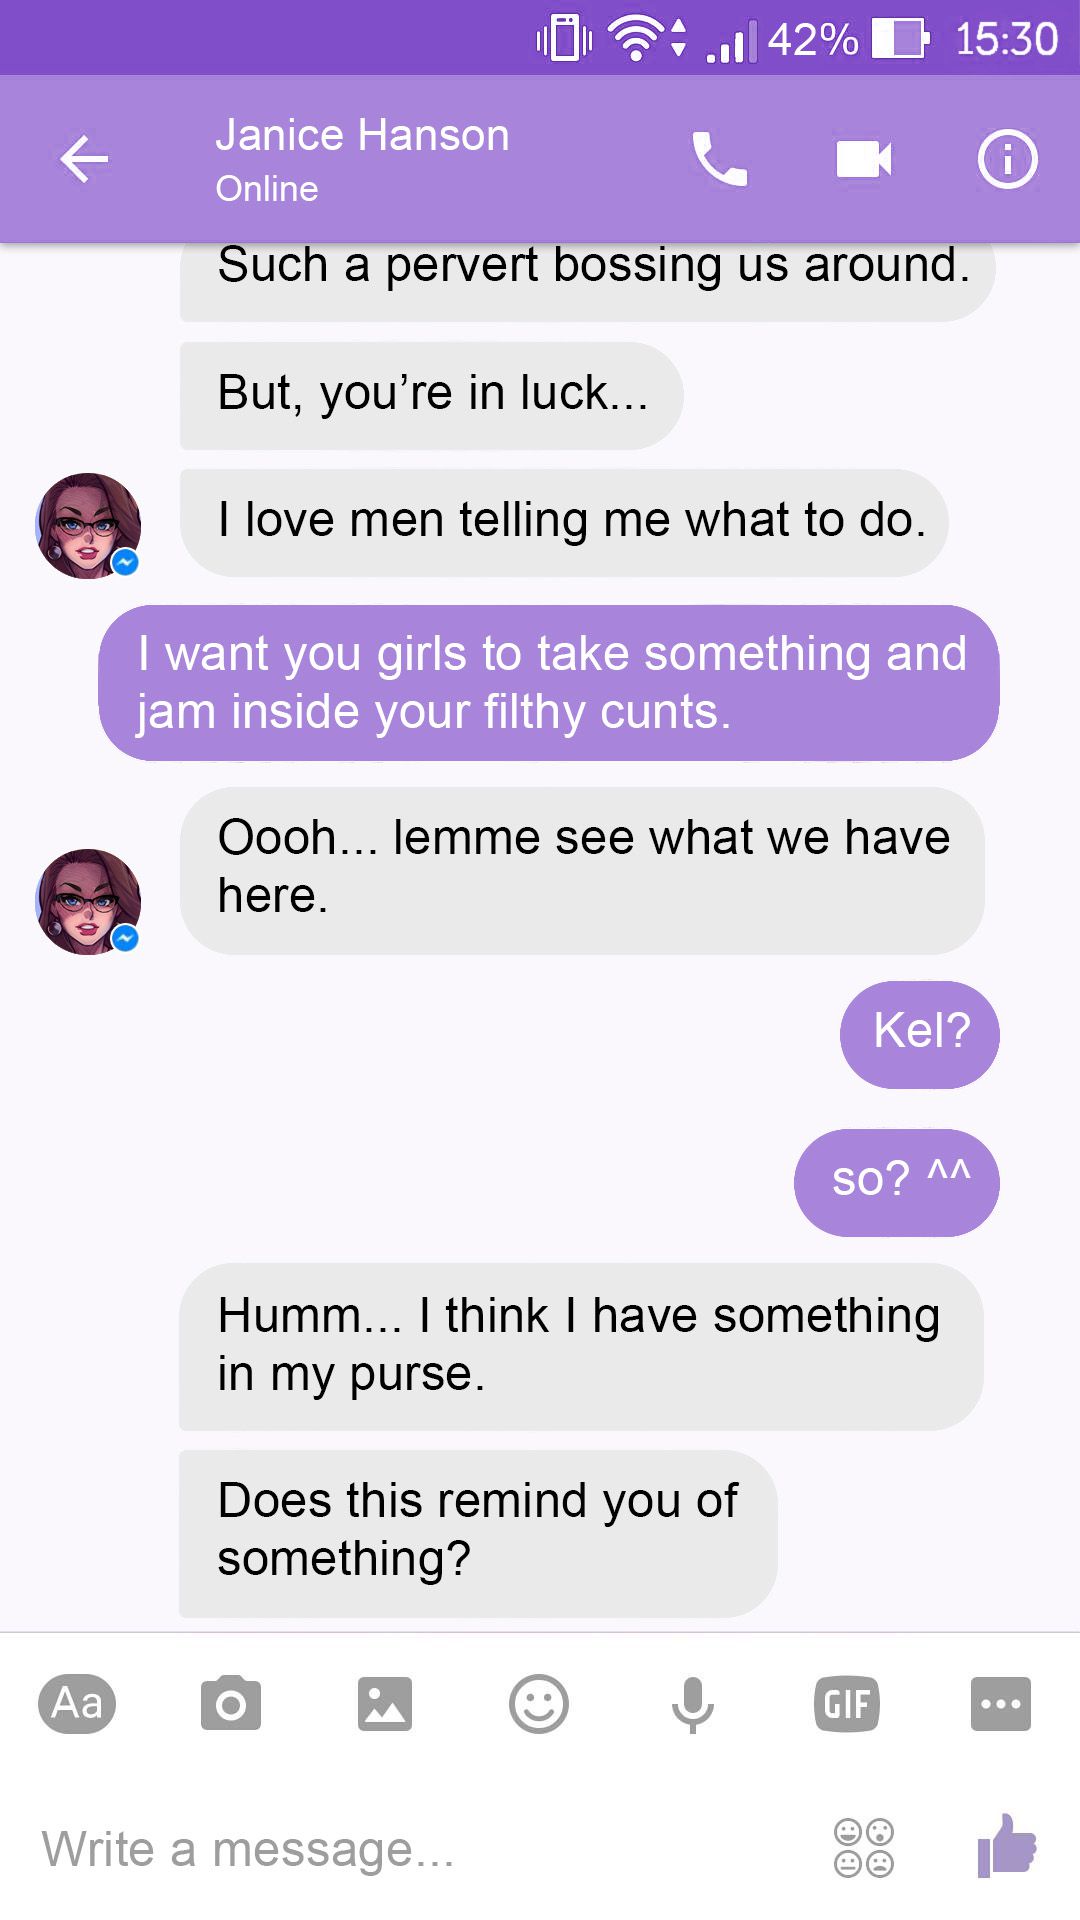 42% 15:30
Janice Hanson
Online
Such a pervert bossing us around.
But, you're in luck...
I love men telling me what to do.
I want you girls to take something and
jam inside your filthy cunts.
Oooh... lemme see what we have
here.
Kel?
so? ^^
Humm... I think I have something
in my purse.
Does this remind you of
something?
Aa GIF
Write a message...